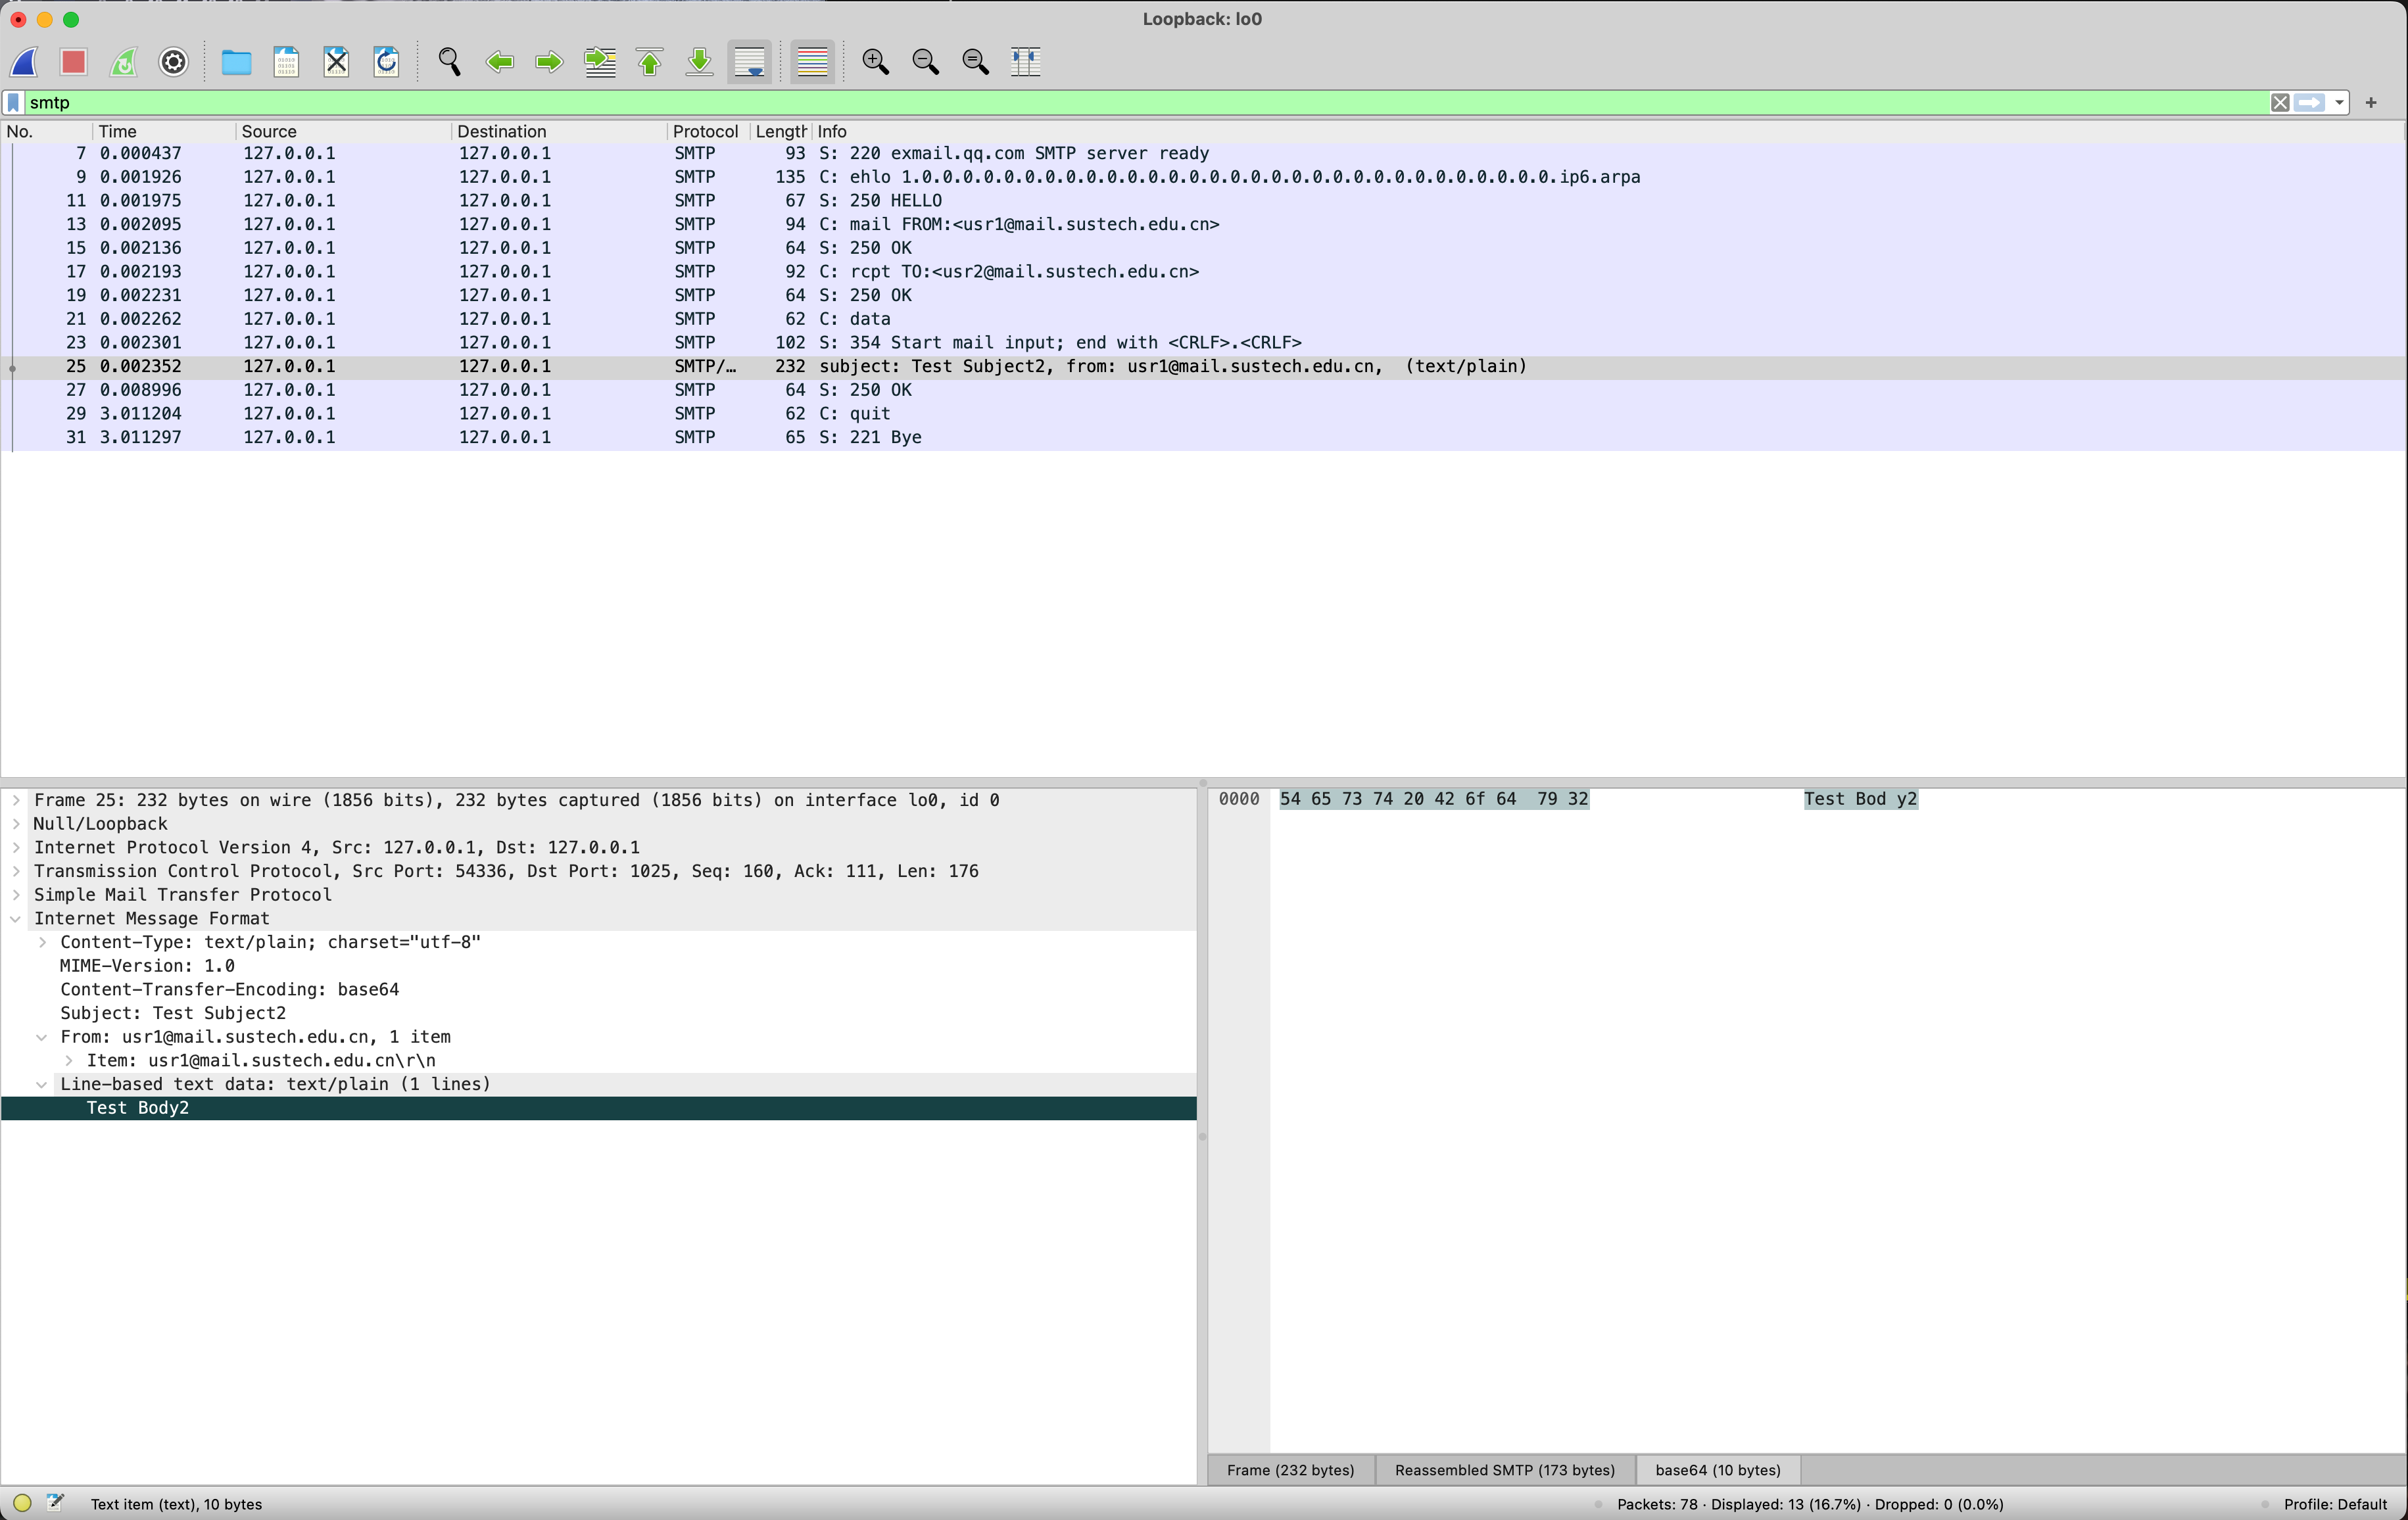 Loopback: lo0
smtp
No. Time Source Destination Protocol Length Info
7 0.000437 127.0.0.1 127.0.0.1 SMTP 93 S: 220 exmail.qq.com SMTP server ready
9 0.001926 127.0.0.1 127.0.0.1 SMTP 135 C: ehlo 1.0.0.0.0.0.0.0.0.0.0.0.0.0.0.0.0.0.0.0.0.0.0.0.0.0.0.0.0.0.0.0.ip6.arpa
11 0.001975 127.0.0.1 127.0.0.1 SMTP 67 S: 250 HELLO
13 0.002095 127.0.0.1 127.0.0.1 SMTP 94 C: mail FROM:<usr1@mail.sustech.edu.cn>
15 0.002136 127.0.0.1 127.0.0.1 SMTP 64 S: 250 OK
17 0.002193 127.0.0.1 127.0.0.1 SMTP 92 C: rcpt TO:<usr2@mail.sustech.edu.cn>
19 0.002231 127.0.0.1 127.0.0.1 SMTP 64 S: 250 OK
21 0.002262 127.0.0.1 127.0.0.1 SMTP 62 C: data
23 0.002301 127.0.0.1 127.0.0.1 SMTP 102 S: 354 Start mail input; end with <CRLF>.<CRLF>
25 0.002352 127.0.0.1 127.0.0.1 SMTP/… 232 subject: Test Subject2, from: usr1@mail.sustech.edu.cn, (text/plain)
27 0.008996 127.0.0.1 127.0.0.1 SMTP 64 S: 250 OK
29 3.011204 127.0.0.1 127.0.0.1 SMTP 62 C: quit
31 3.011297 127.0.0.1 127.0.0.1 SMTP 65 S: 221 Bye
Frame 25: 232 bytes on wire (1856 bits), 232 bytes captured (1856 bits) on interface lo0, id 0
Null/Loopback
Internet Protocol Version 4, Src: 127.0.0.1, Dst: 127.0.0.1
Transmission Control Protocol, Src Port: 54336, Dst Port: 1025, Seq: 160, Ack: 111, Len: 176
Simple Mail Transfer Protocol
Internet Message Format
Content-Type: text/plain; charset="utf-8"
MIME-Version: 1.0
Content-Transfer-Encoding: base64
Subject: Test Subject2
From: usr1@mail.sustech.edu.cn, 1 item
Item: usr1@mail.sustech.edu.cn\r\n
Line-based text data: text/plain (1 lines)
Test Body2
0000 54 65 73 74 20 42 6f 64 79 32 Test Bod y2
Frame (232 bytes) Reassembled SMTP (173 bytes) base64 (10 bytes)
Text item (text), 10 bytes Packets: 78 · Displayed: 13 (16.7%) · Dropped: 0 (0.0%) Profile: Default